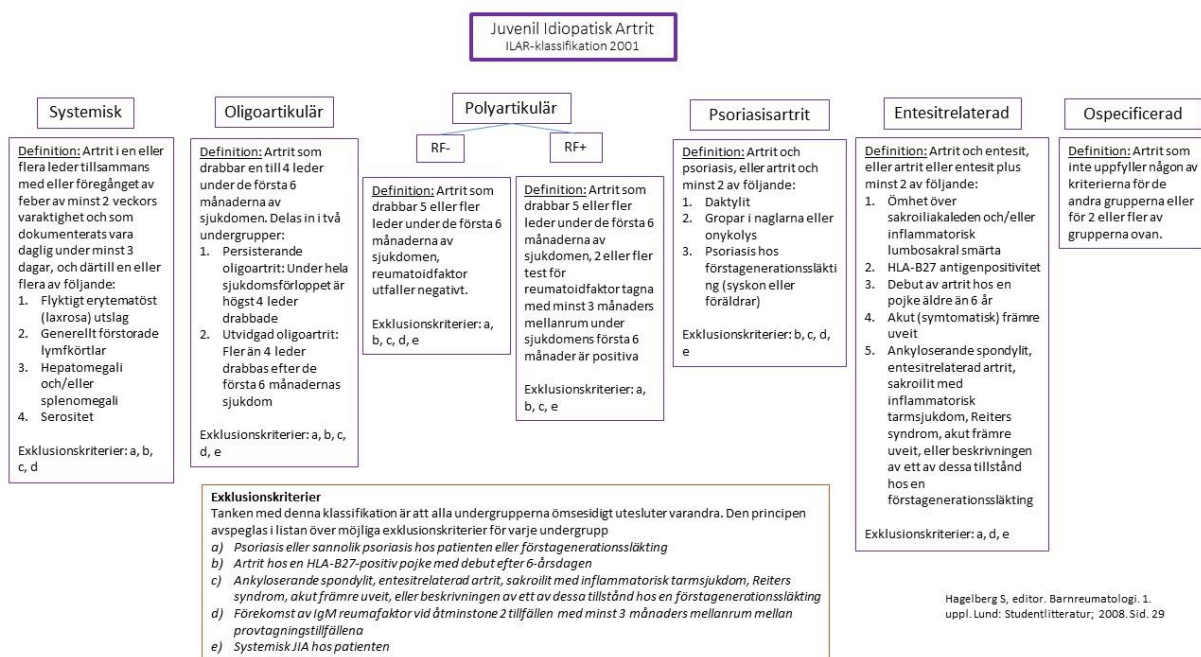 Juvenil Idiopatisk Artrit
ILAR-klassifikation 2001
Systemisk
Definition: Artrit i en eller
flera leder tillsammans
med eller föregånget av
feber av minst 2 veckors
varaktighet och som
dokumenterats vara
daglig under minst 3
dagar, och därtill en eller
flera av följande:
1. Flyktigt erytematöst
(laxrosa) utslag
2. Generellt förstorade
lymfkörtlar
3. Hepatomegali
och/eller
splenomegali
4. Serositet
Exklusionskriterier: a, b,
c, d
Oligoartikulär
Definition: Artrit som
drabbar en till 4 leder
under de första 6
månaderna av
sjukdomen. Delas in i två
undergrupper:
1. Persisterande
oligoartrit: Under hela
sjukdomsförloppet är
högst 4 leder
drabbade
2. Utvidgad oligoartrit:
Fler än 4 leder
drabbas efter de
första 6 månadernas
sjukdom
Exklusionskriterier: a, b, c,
d, e
Polyartikulär
RF-
Definition: Artrit som
drabbar 5 eller fler
leder under de första 6
månaderna av
sjukdomen,
reumatoidfaktor
utfaller negativt.
Exklusionskriterier: a,
b, c, d, e
RF+
Definition: Artrit som
drabbar 5 eller fler
leder under de första 6
månaderna av
sjukdomen, 2 eller fler
test för
reumatoidfaktor tagna
med minst 3 månaders
mellanrum under
sjukdomens första 6
månader är positiva
Exklusionskriterier: a,
b, c, e
Psoriasisartrit
Definition: Artrit och
psoriasis, eller artrit och
minst 2 av följande:
1. Daktylit
2. Gropar i naglarna eller
onykolys
3. Psoriasis hos
förstagenerationssläkti
ng (syskon eller
föräldrar)
Exklusionskriterier: b, c, d,
e
Entesitrelaterad
Definition: Artrit och entesit,
eller artrit eller entesit plus
minst 2 av följande:
1. Ömhet över
sakroiliakaleden och/eller
inflammatorisk
lumbosakral smärta
2. HLA-B27 antigenpositivitet
3. Debut av artrit hos en
pojke äldre än 6 år
4. Akut (symtomatisk) främre
uveit
5. Ankyloserande spondylit,
entesitrelaterad artrit,
sakroilit med
inflammatorisk
tarmsjukdom, Reiters
syndrom, akut främre
uveit, eller beskrivningen
av ett av dessa tillstånd
hos en
förstagenerationssläkting
Exklusionskriterier: a, d, e
Ospecificerad
Definition: Artrit som
inte uppfyller någon av
kriterierna för de
andra grupperna eller
för 2 eller fler av
grupperna ovan.
Exklusionskriterier
Tanken med denna klassifikation är att alla undergrupperna ömsesidigt utesluter varandra. Den principen
avspeglas i listan över möjliga exklusionskriterier för varje undergrupp
a) Psoriasis eller sannolik psoriasis hos patienten eller förstagenerationssläkting
b) Artrit hos en HLA-B27-positiv pojke med debut efter 6-årsdagen
c) Ankyloserande spondylit, entesitrelaterad artrit, sakroilit med inflammatorisk tarmsjukdom, Reiters
syndrom, akut främre uveit, eller beskrivningen av ett av dessa tillstånd hos en förstagenerationssläkting
d) Förekomst av IgM reumafaktor vid åtminstone 2 tillfällen med minst 3 månaders mellanrum mellan
provtagningstillfällena
e) Systemisk JIA hos patienten
Hagelberg S, editor. Barnreumatologi. 1.
uppl. Lund: Studentlitteratur; 2008. Sid. 29